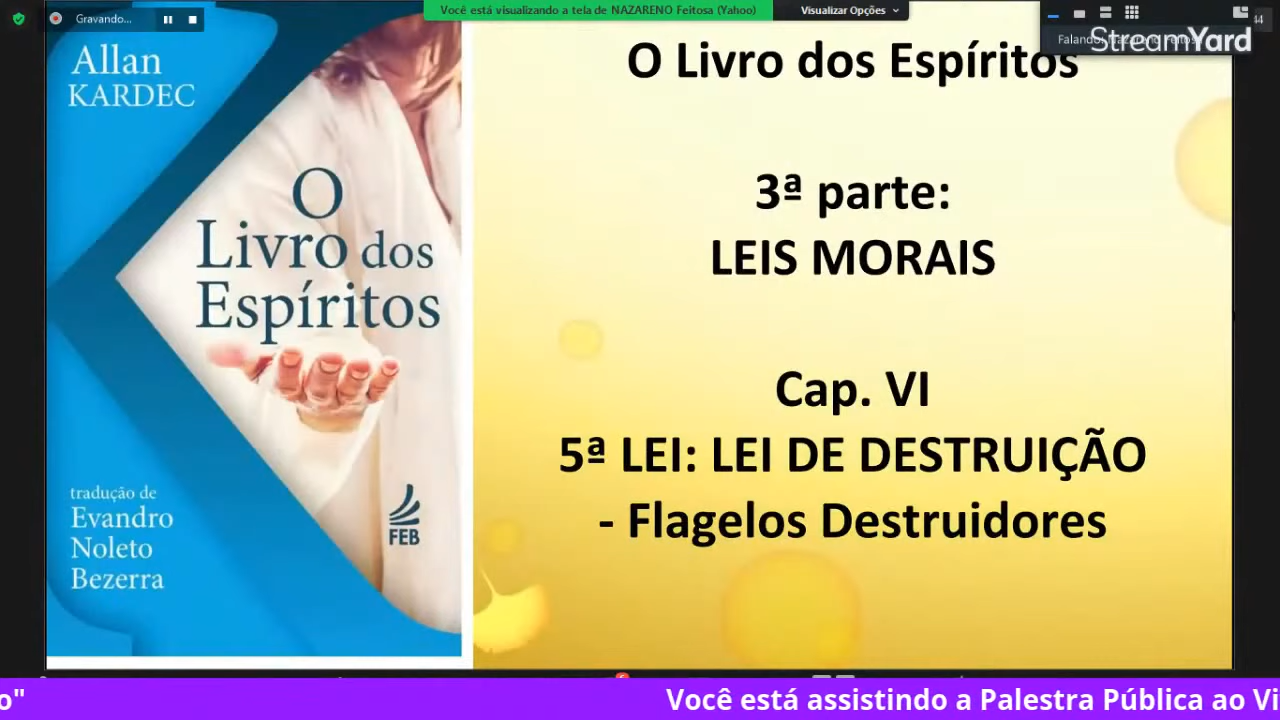 Gravando...
Você está visualizando a tela de NAZARENO Feitosa (Yahoo)
Visualizar Opções
44
StreamYard
Allan
KARDEC
O
Livro dos
Espíritos
tradução de
Evandro
Noleto
Bezerra
FEB
O Livro dos Espíritos
3ª parte:
LEIS MORAIS
Cap. VI
5ª LEI: LEI DE DESTRUIÇÃO
- Flagelos Destruidores
o"
Você está assistindo a Palestra Pública ao Vi